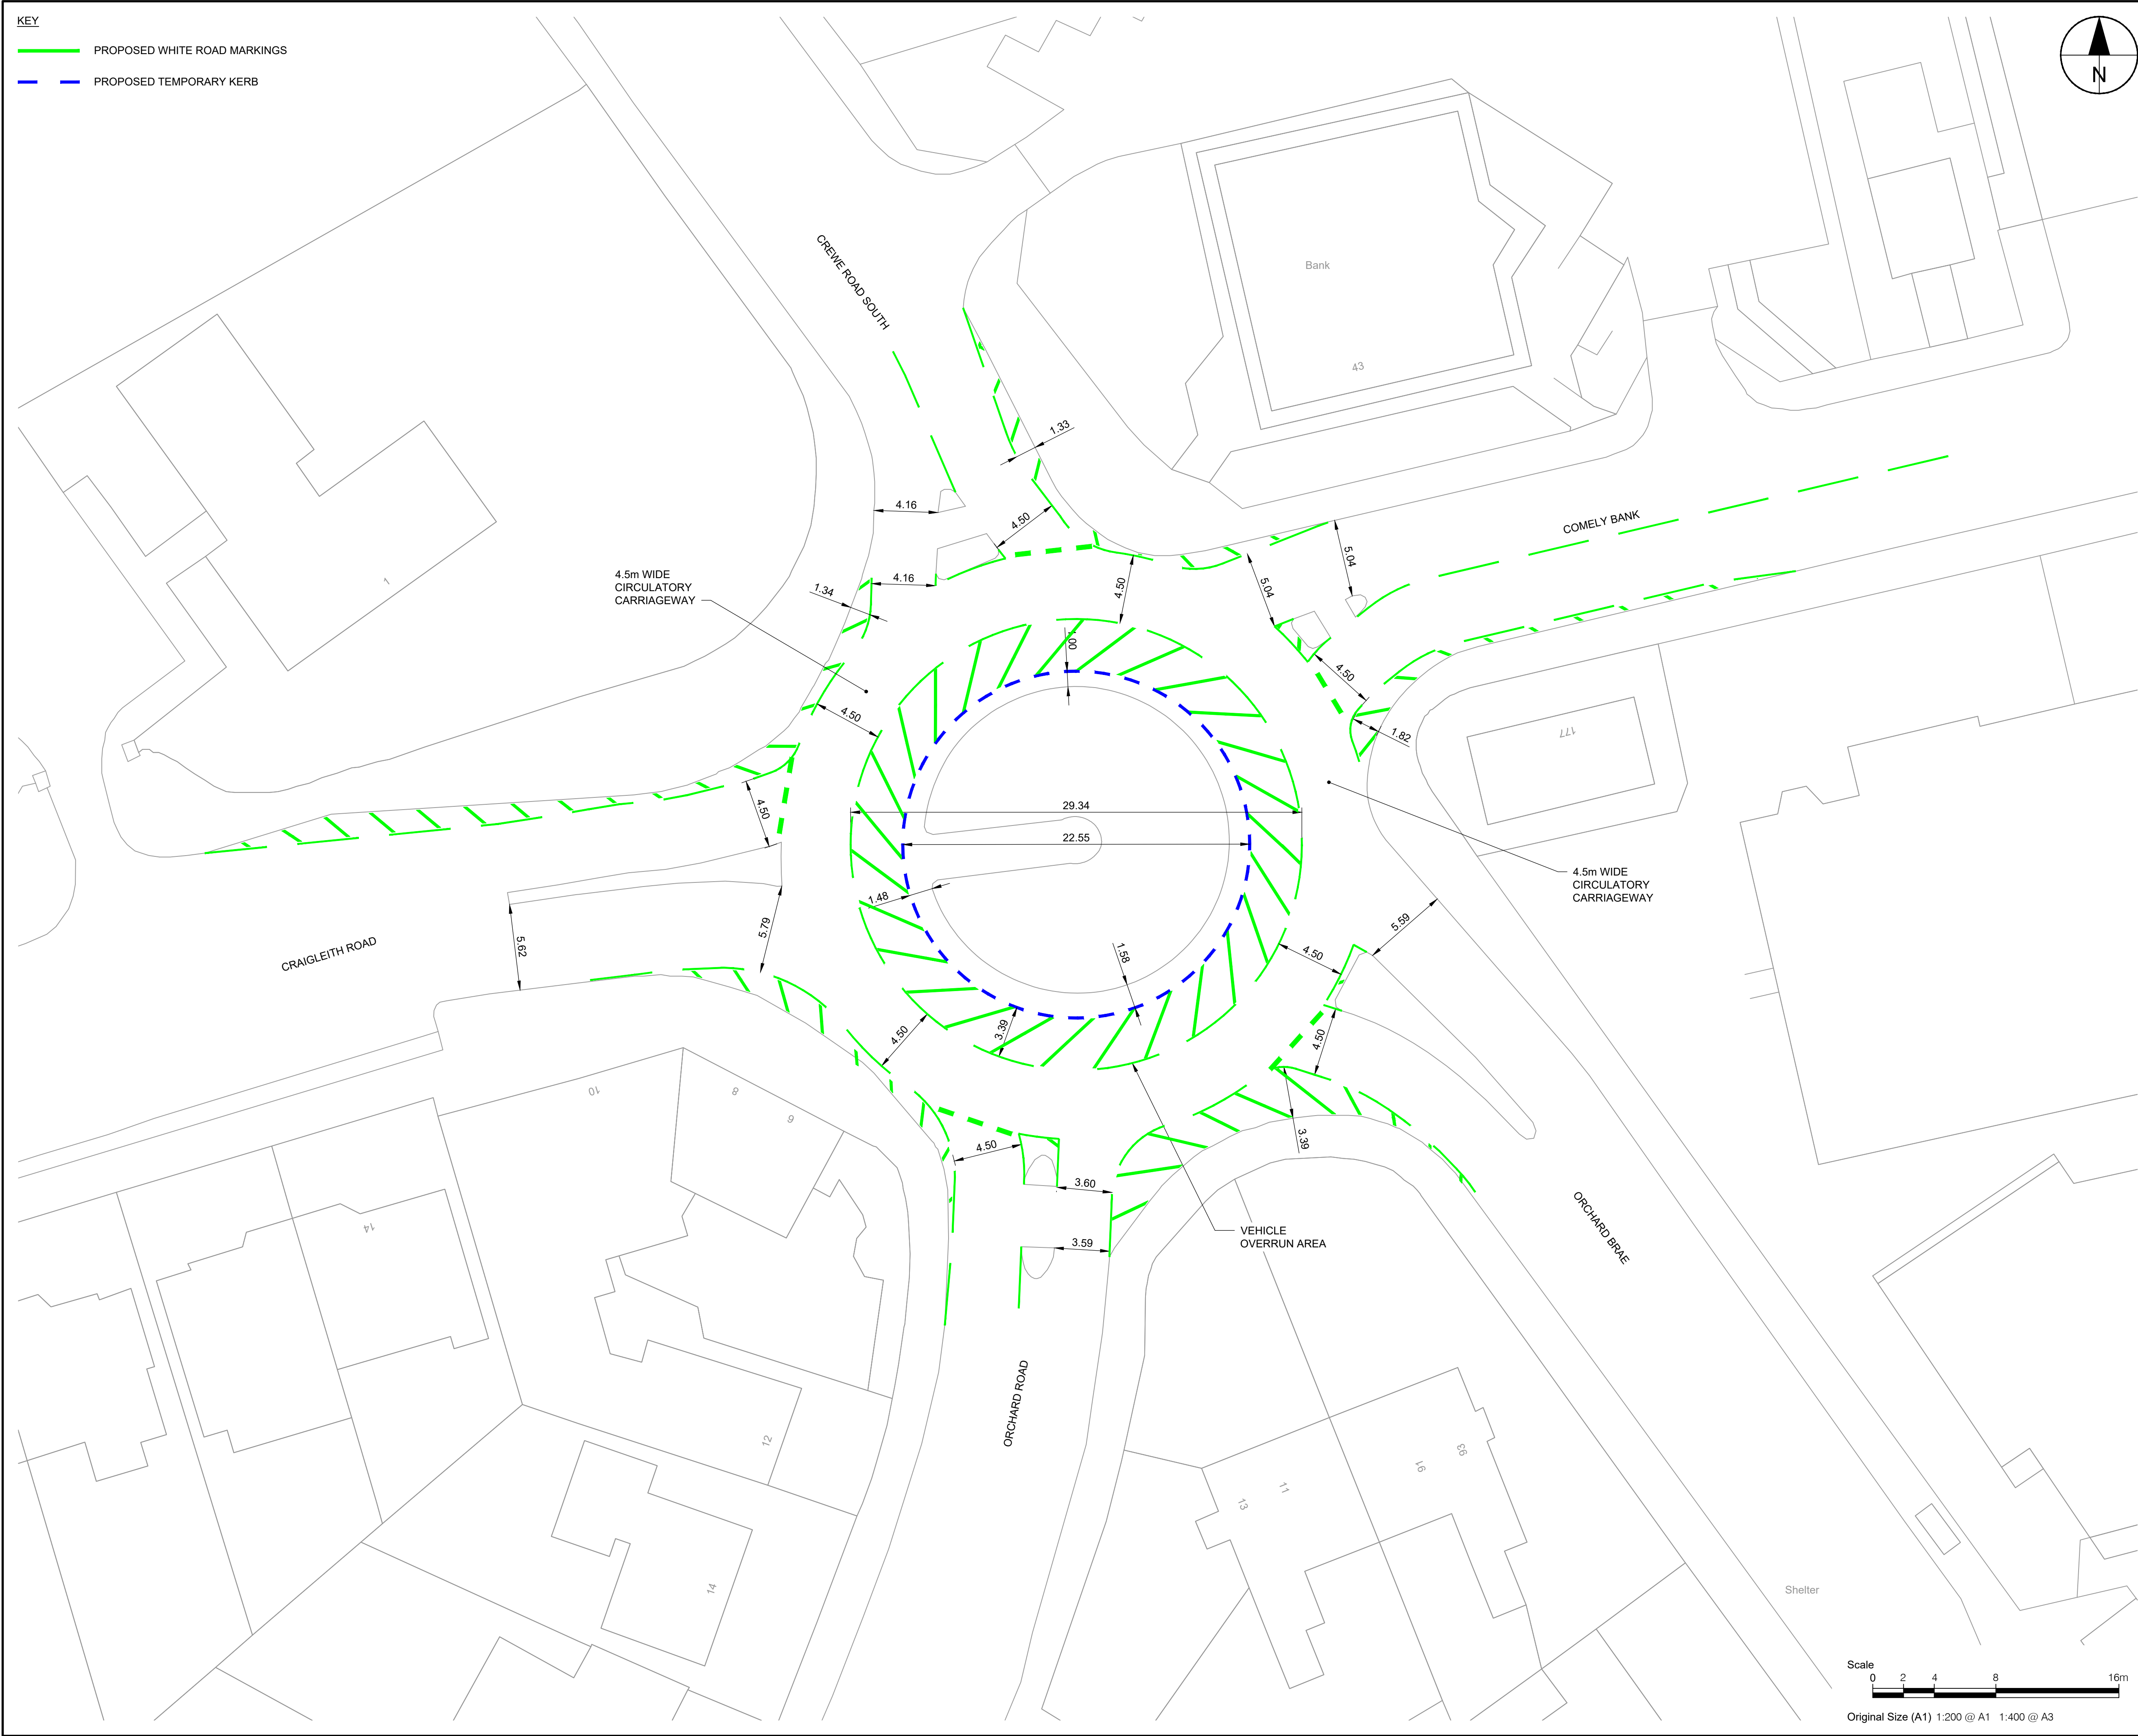 KEY
PROPOSED WHITE ROAD MARKINGS
PROPOSED TEMPORARY KERB
N
CREWE ROAD SOUTH
Bank
43
1
1.33
4.16
4.50
COMELY BANK
5.04
4.5m WIDE
CIRCULATORY
CARRIAGEWAY
4.16
1.34
4.50
5.04
4.50
4.50
1.82
177
4.50
29.34
22.55
4.5m WIDE
CIRCULATORY
CARRIAGEWAY
1.48
5.62
5.79
CRAIGLEITH ROAD
1.58
4.50
5.59
4.50
3.39
4.50
10
8
6
4.50
3.39
3.60
3.59
VEHICLE
OVERRUN AREA
ORCHARD BRAE
14
ORCHARD ROAD
12
14
13
11
91
93
Shelter
Scale
0 2 4 8 16m
Original Size (A1) 1:200 @ A1 1:400 @ A3